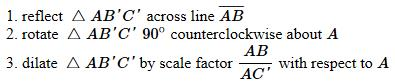 1. reflect △ AB'C' across line A̅B̅
2. rotate △ AB'C' 90° counterclockwise about A
3. dilate △ AB'C' by scale factor AB/AC' with respect to A